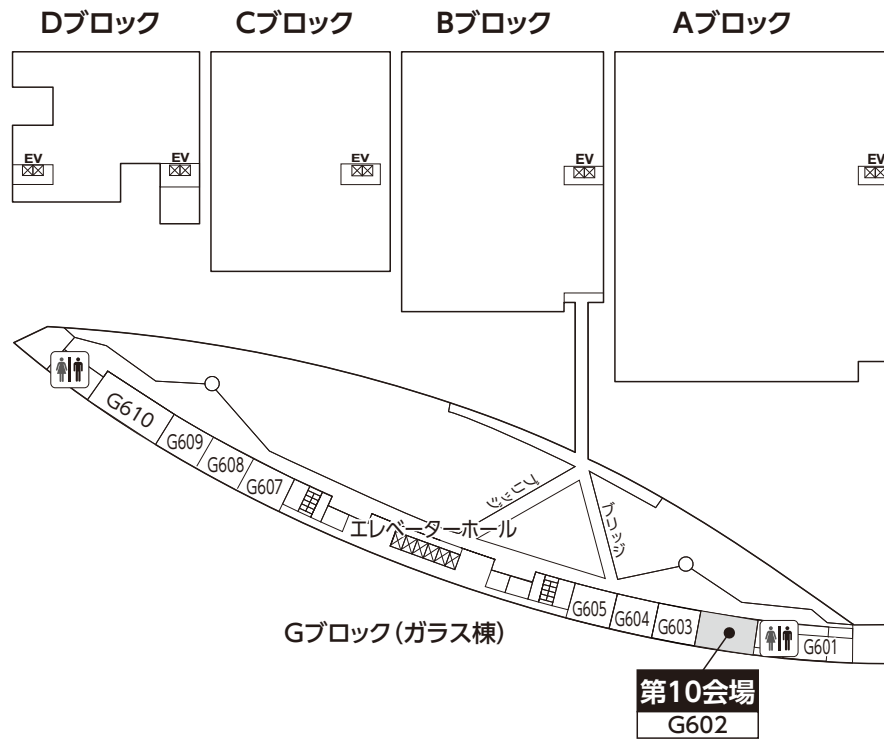 Dブロック
Cブロック
Bブロック
Aブロック
EV
EV
EV
EV
EV
G610
G609
G608
G607
ブリッジ
ブリッジ
エレベーターホール
G605
G604
G603
G601
Gブロック(ガラス棟)
第10会場
G602